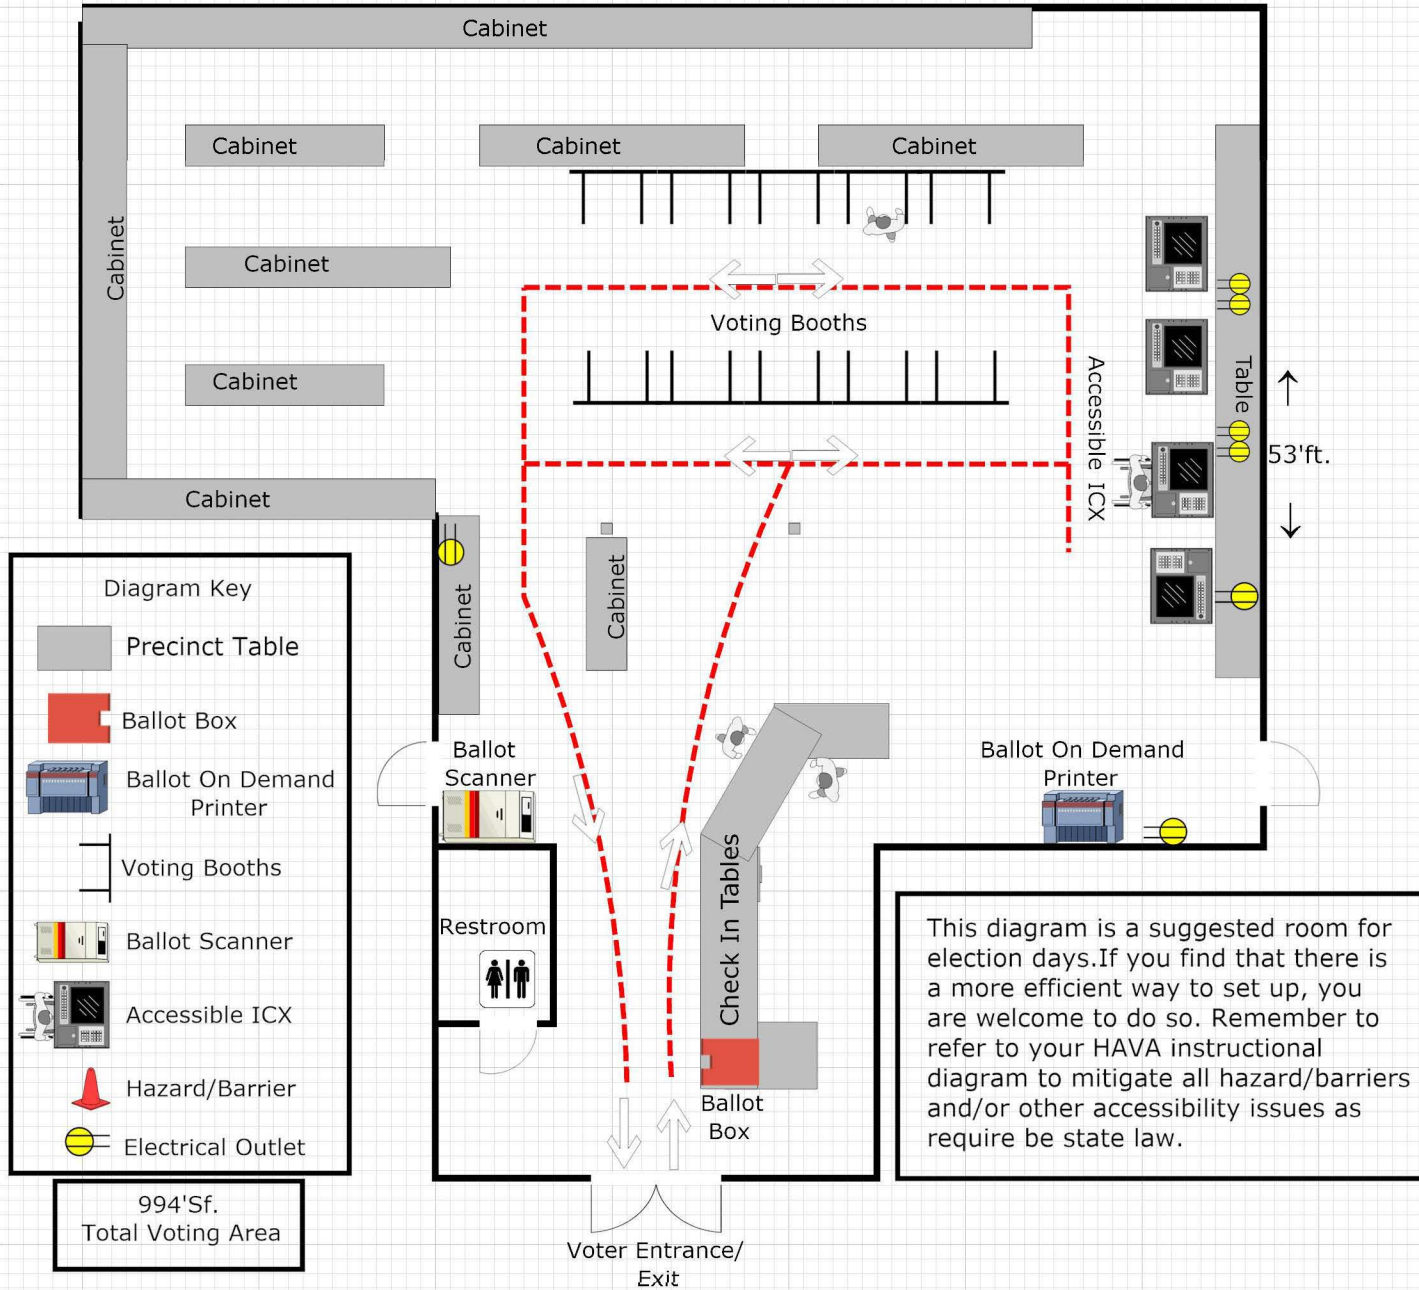 Cabinet
Cabinet
Cabinet
Cabinet
Cabinet
Cabinet
Cabinet
Cabinet
Cabinet
Cabinet
Cabinet
Voting Booths
Accessible ICX
Table
53'ft.
Diagram Key
Precinct Table
Ballot Box
Ballot On Demand
Printer
Voting Booths
Ballot Scanner
Accessible ICX
Hazard/Barrier
Electrical Outlet
994'Sf.
Total Voting Area
Ballot
Scanner
Ballot On Demand
Printer
Restroom
Check In Tables
Ballot
Box
Voter Entrance/
Exit
This diagram is a suggested room for
election days.If you find that there is
a more efficient way to set up, you
are welcome to do so. Remember to
refer to your HAVA instructional
diagram to mitigate all hazard/barriers
and/or other accessibility issues as
require be state law.